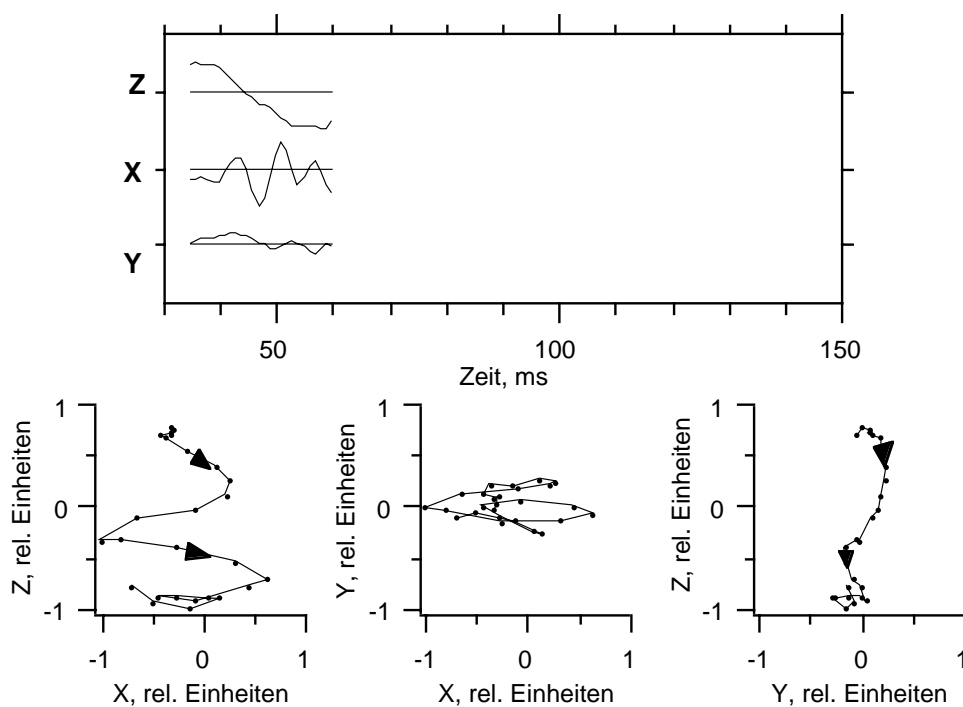 Z
X
Y
50 100 150
Zeit, ms
1
0
-1
Z, rel. Einheiten
-1 0 1
X, rel. Einheiten
1
0
-1
Y, rel. Einheiten
-1 0 1
X, rel. Einheiten
1
0
-1
Z, rel. Einheiten
-1 0 1
Y, rel. Einheiten